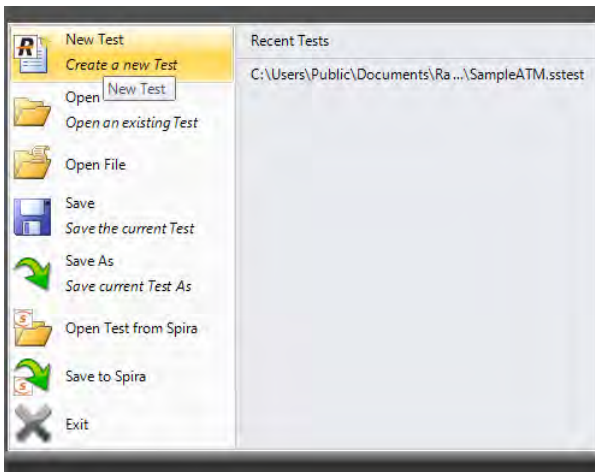 New Test
Create a new Test
New Test
Open
Open an existing Test
Open File
Save
Save the current Test
Save As
Save current Test As
Open Test from Spira
Save to Spira
Exit
Recent Tests
C:\Users\Public\Documents\Ra ...\SampleATM.sstest